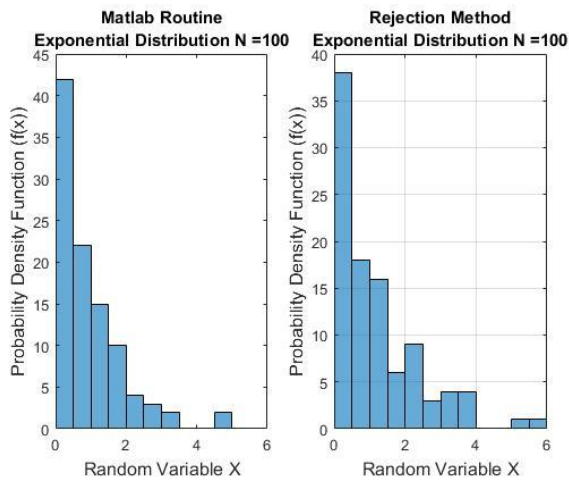 Matlab Routine
Exponential Distribution N =100
Probability Density Function (f(x))
45
40
35
30
25
20
15
10
5
0
0 2 4 6
Random Variable X
Rejection Method
Exponential Distribution N =100
Probability Density Function (f(x))
40
35
30
25
20
15
10
5
0
0 2 4 6
Random Variable X